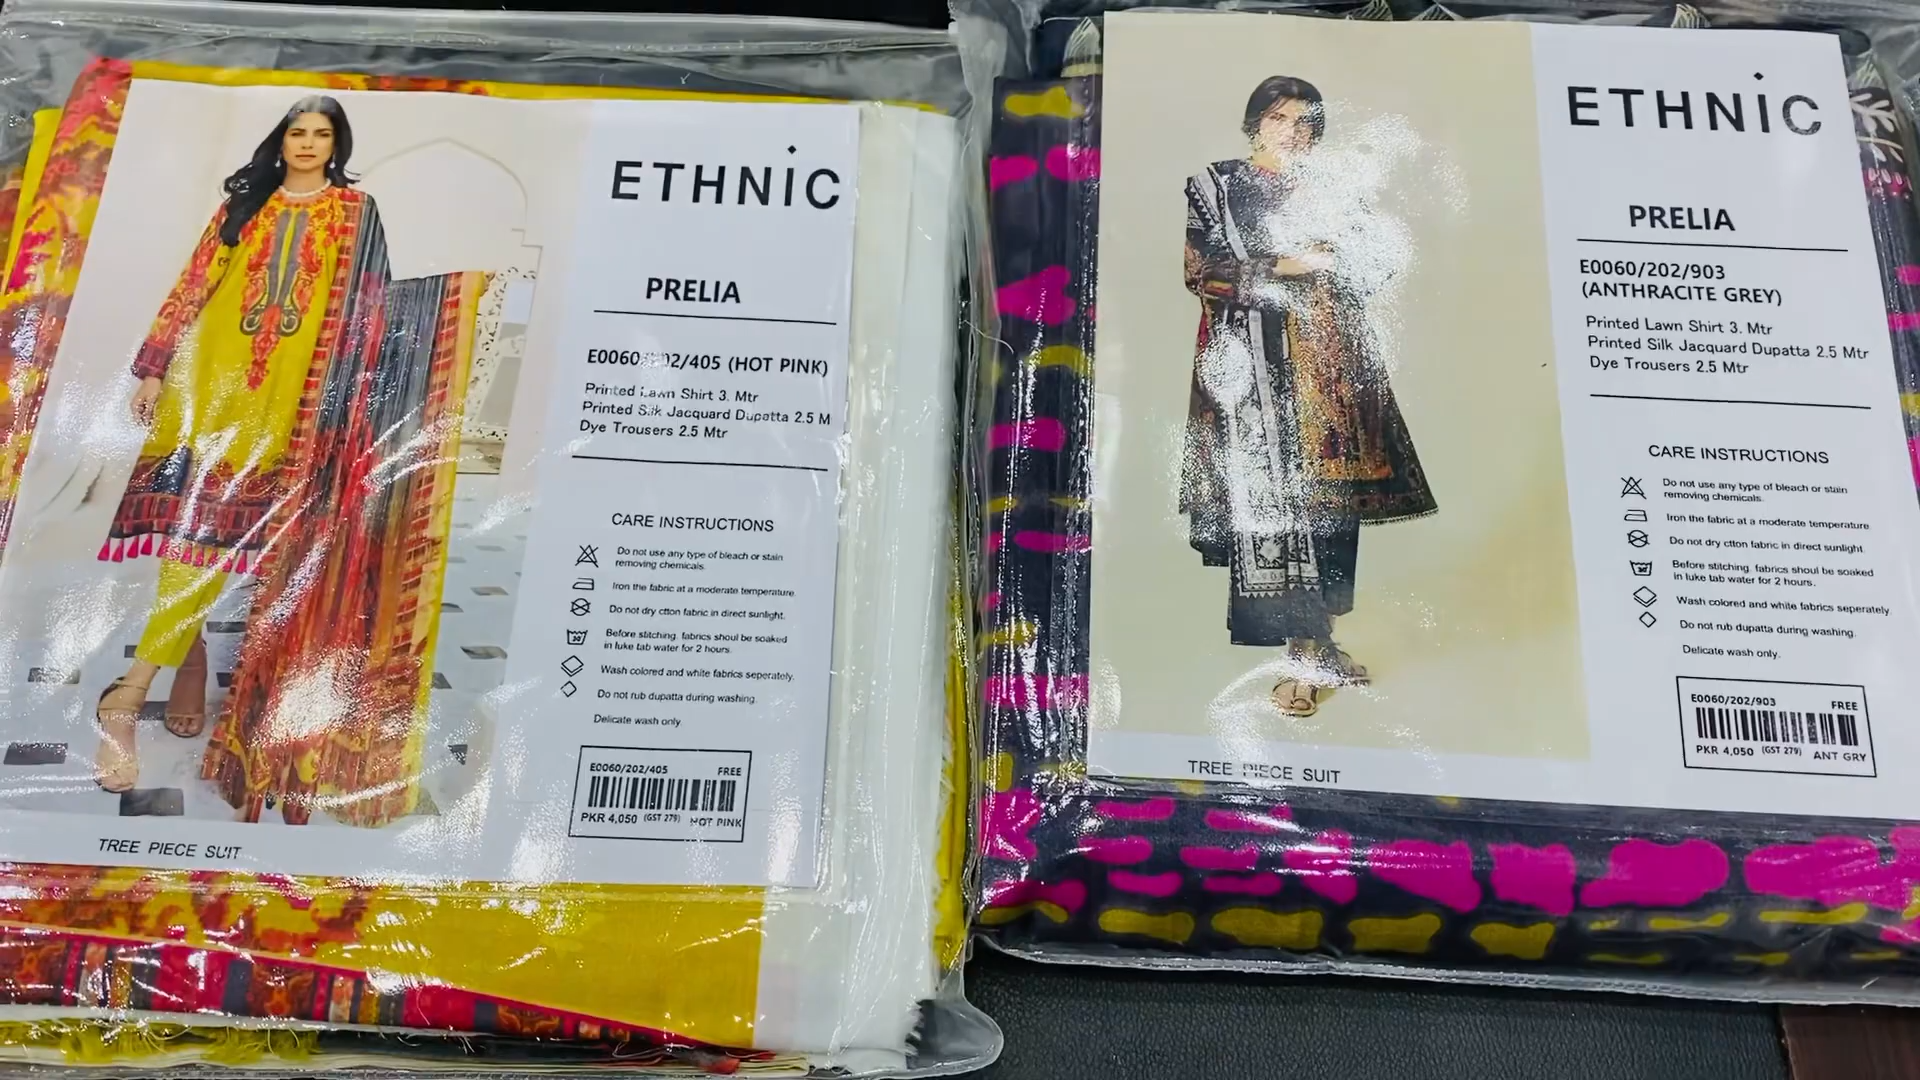 ETHNIC
PRELIA
E0060/202/405 (HOT PINK)
Printed Lawn Shirt 3. Mtr
Printed Silk Jacquard Dupatta 2.5 M
Dye Trousers 2.5 Mtr
CARE INSTRUCTIONS
Do not use any type of bleach or stain
removing chemicals.
Iron the fabric at a moderate temperature
Do not dry ctton fabric in direct sunlight.
30
Before stitching, fabrics shoul be soaked
in luke tab water for 2 hours.
Wash colored and white fabrics seperately.
Do not rub dupatta during washing.
Delicate wash only.
E0060/202/405 FREE
PKR 4,050 (GST 279) HOT PINK
TREE PIECE SUIT
ETHNIC
PRELIA
E0060/202/903
(ANTHRACITE GREY)
Printed Lawn Shirt 3. Mtr
Printed Silk Jacquard Dupatta 2.5 Mtr
Dye Trousers 2.5 Mtr
CARE INSTRUCTIONS
Do not use any type of bleach or stain
removing chemicals.
Iron the fabric at a moderate temperature
Do not dry ctton fabric in direct sunlight.
30
Before stitching, fabrics shoul be soaked
in luke tab water for 2 hours.
Wash colored and white fabrics seperately.
Do not rub dupatta during washing.
Delicate wash only.
E0060/202/903 FREE
PKR 4,050 (GST 279) ANT GRY
TREE PIECE SUIT